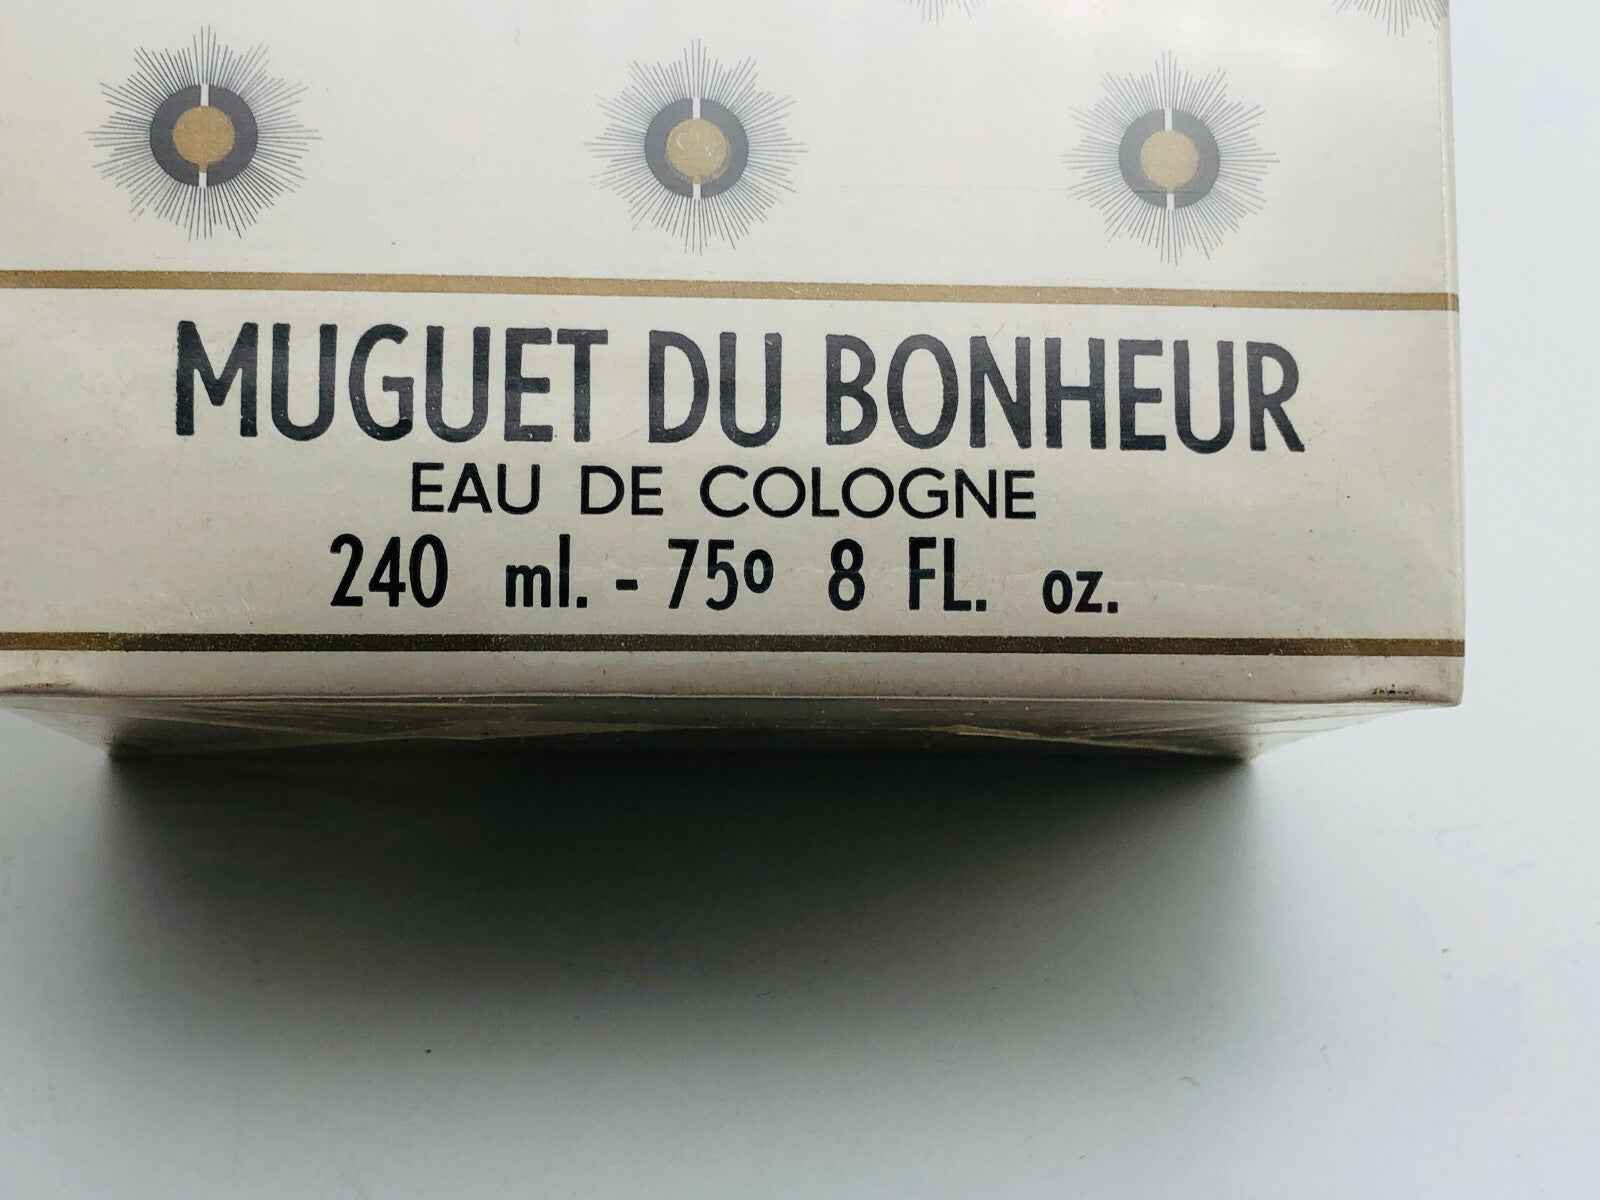 MUGUET DU BONHEUR
EAU DE COLOGNE
240 ml. - 75º 8 FL. oz.